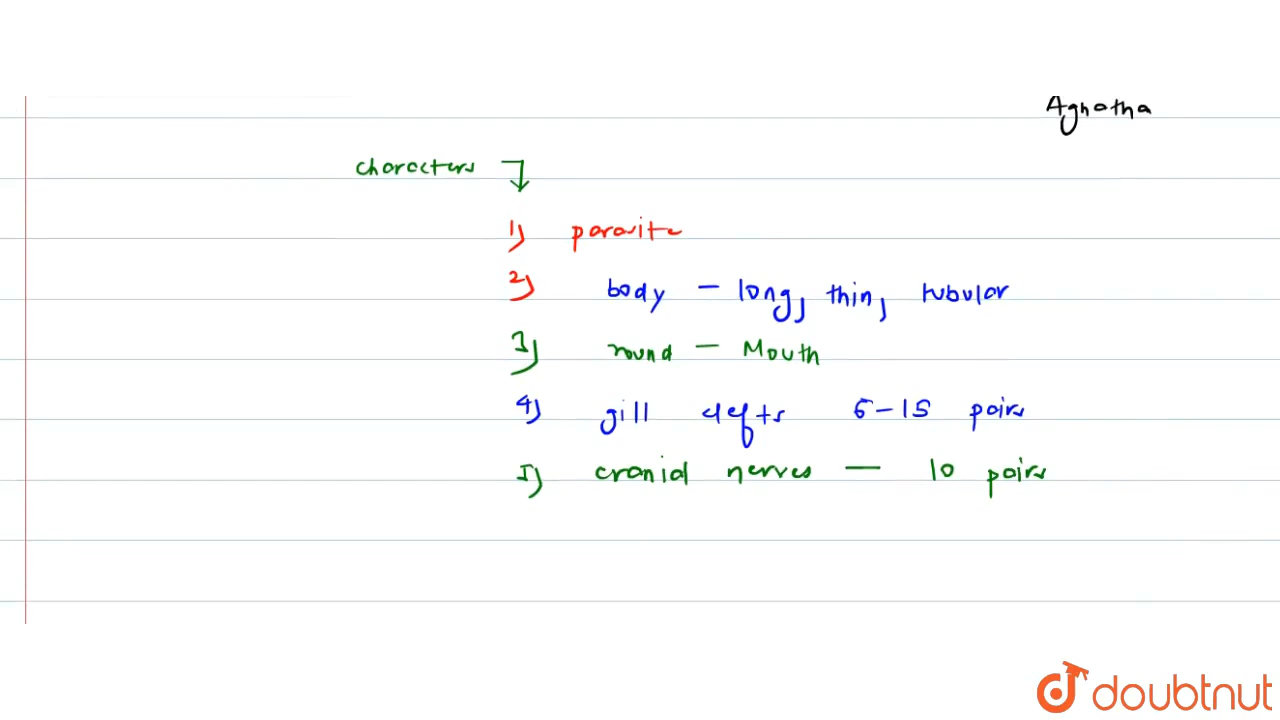 Agnatha
characters
1) parasite
2) body - long, thin, tubular
3) round - Mouth
4) gill clefts 6-15 pairs
5) cranial nerves - 10 pairs
doubtnut